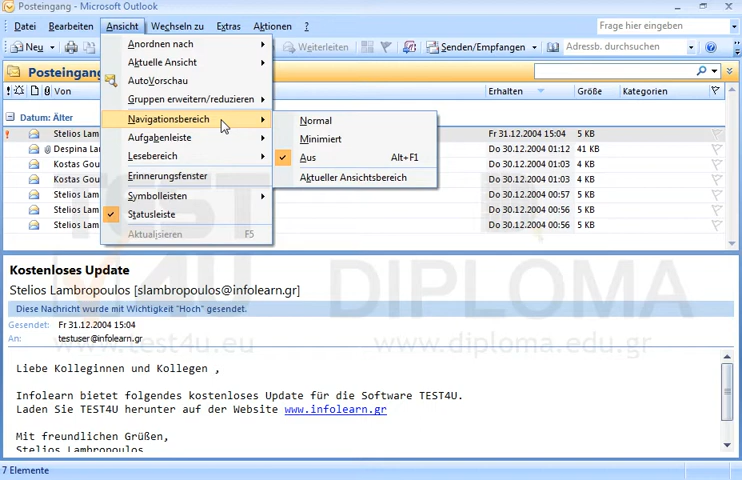 Posteingang - Microsoft Outlook
Datei Bearbeiten Ansicht Wechseln zu Extras Aktionen ? Frage hier eingeben
Neu Weiterleiten Senden/Empfangen Adressb. durchsuchen
Posteingang
Von Erhalten Größe Kategorien
Datum: Älter
Stelios Lam Fr 31.12.2004 15:04 5 KB
Despina Lam Do 30.12.2004 01:12 41 KB
Kostas Gou Do 30.12.2004 01:03 4 KB
Kostas Gou Do 30.12.2004 01:03 4 KB
Stelios Lam Do 30.12.2004 00:57 5 KB
Stelios Lam Do 30.12.2004 00:56 5 KB
Stelios Lam Do 30.12.2004 00:56 5 KB
Anordnen nach
Aktuelle Ansicht
AutoVorschau
Gruppen erweitern/reduzieren
Navigationsbereich
Aufgabenleiste
Lesebereich
Erinnerungsfenster
Symbolleisten
Statusleiste
Aktualisieren F5
Normal
Minimiert
Aus Alt+F1
Aktueller Ansichtsbereich
TEST4U DIPLOMA
www.test4u.eu www.diploma.edu.gr
Kostenloses Update
Stelios Lambropoulos [slambropoulos@infolearn.gr]
Diese Nachricht wurde mit Wichtigkeit "Hoch" gesendet.
Gesendet: Fr 31.12.2004 15:04
An: testuser@infolearn.gr
Liebe Kolleginnen und Kollegen ,
Infolearn bietet folgendes kostenloses Update für die Software TEST4U.
Laden Sie TEST4U herunter auf der Website www.infolearn.gr
Mit freundlichen Grüßen,
Stelios Lambropoulos
7 Elemente